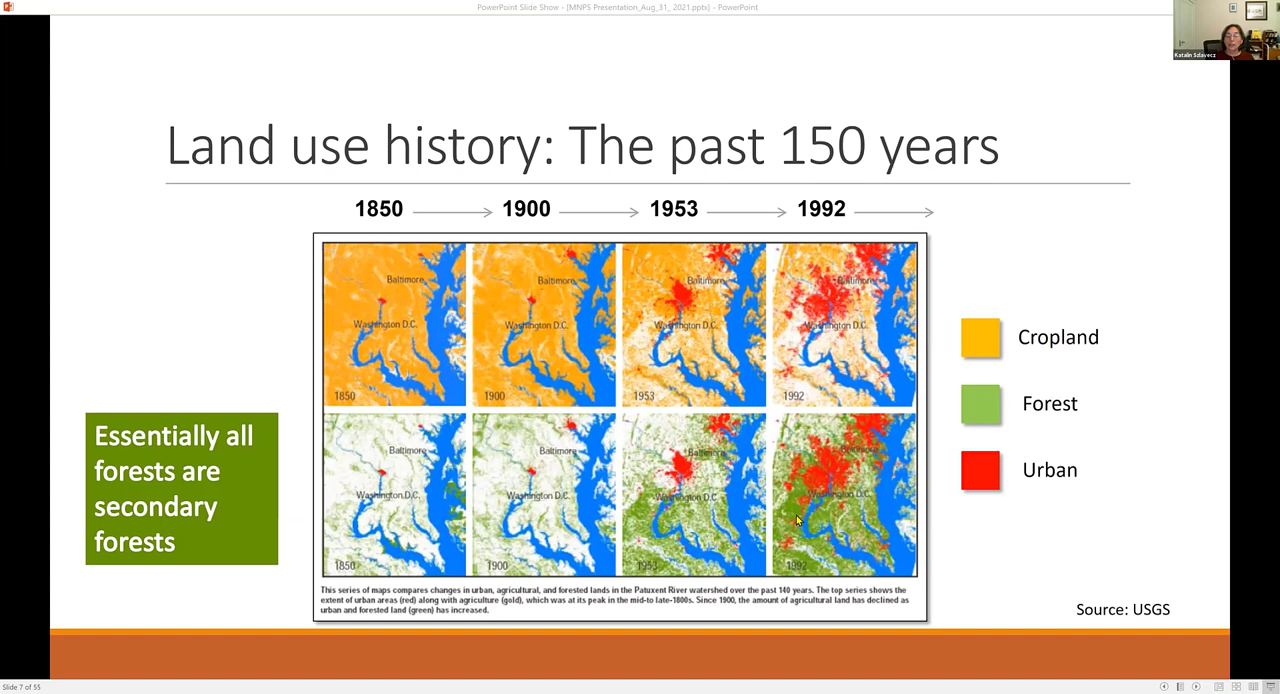 PowerPoint Slide Show - [MNPS Presentation_Aug_31, 2021.pptx] - PowerPoint
Katalin Szlavecz
Land use history: The past 150 years
1850
1900
1953
1992
Baltimore
Washington D.C.
1850
Baltimore
Washington D.C.
1900
Baltimore
Washington D.C.
1953
Baltimore
Washington D.C.
1992
Baltimore
Washington D.C.
1850
Baltimore
Washington D.C.
1900
Baltimore
Washington D.C.
1953
Baltimore
Washington D.C.
1992
This series of maps compares changes in urban, agricultural, and forested lands in the Patuxent River watershed over the past 140 years. The top series shows the
extent of urban areas (red) along with agriculture (gold), which was at its peak in the mid-to late-1800s. Since 1900, the amount of agricultural land has declined as
urban and forested land (green) has increased.
Cropland
Forest
Urban
Essentially all
forests are
secondary
forests
Source: USGS
Slide 7 of 55